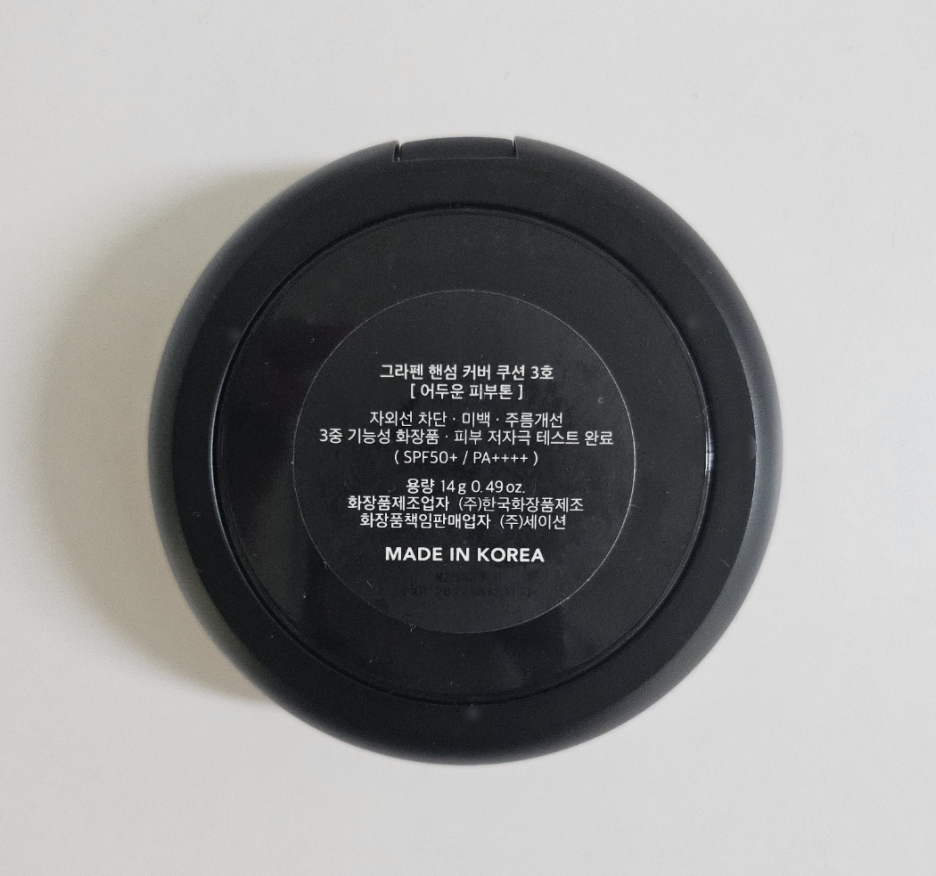 그라펜 핸섬 커버 쿠션 3호
[ 어두운 피부톤 ]
자외선 차단 · 미백 · 주름개선
3중 기능성 화장품 · 피부 저자극 테스트 완료
( SPF50+ / PA++++ )
용량 14 g 0. 49 oz.
화장품제조업자 (주)한국화장품제조
화장품책임판매업자 (주)세이션
MADE IN KOREA